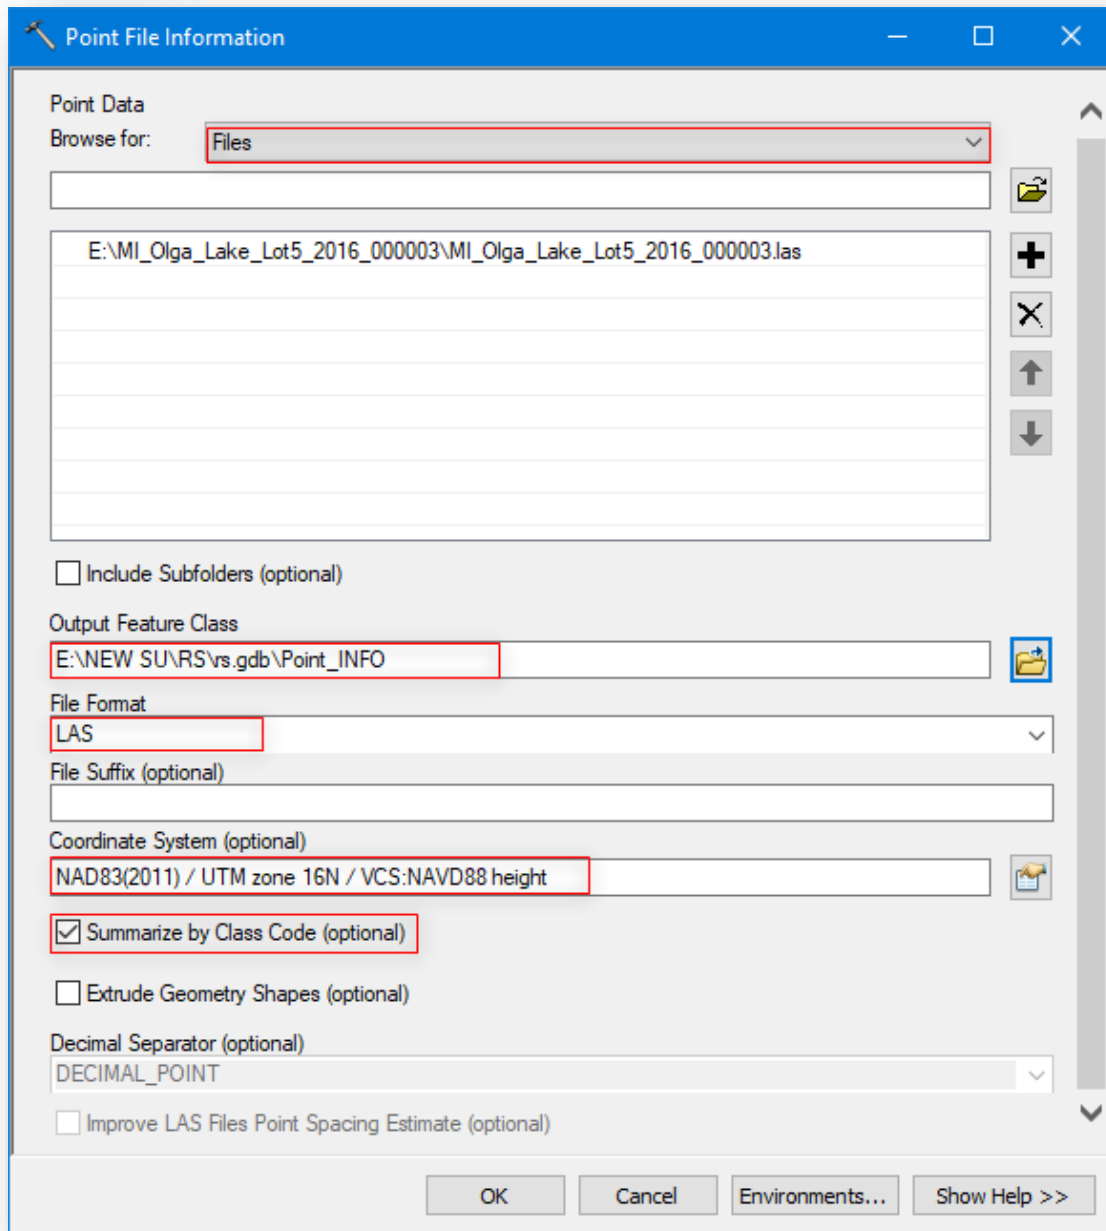 Point File Information
Point Data
Browse for:
Files
E:\MI_Olga_Lake_Lot5_2016_000003\MI_Olga_Lake_Lot5_2016_000003.las
Include Subfolders (optional)
Output Feature Class
E:\NEW SU\RS\rs.gdb\Point_INFO
File Format
LAS
File Suffix (optional)
Coordinate System (optional)
NAD83(2011) / UTM zone 16N / VCS:NAVD88 height
Summarize by Class Code (optional)
Extrude Geometry Shapes (optional)
Decimal Separator (optional)
DECIMAL_POINT
Improve LAS Files Point Spacing Estimate (optional)
OK Cancel Environments... Show Help >>